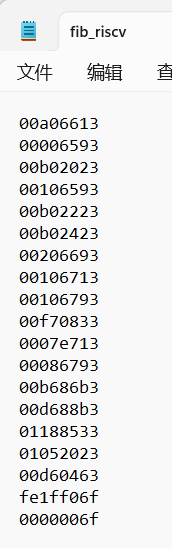 fib_riscv
文件 编辑
00a06613
00006593
00b02023
00106593
00b02223
00b02423
00206693
00106713
00106793
00f70833
0007e713
00086793
00b686b3
00d688b3
01188533
01052023
00d60463
fe1ff06f
0000006f